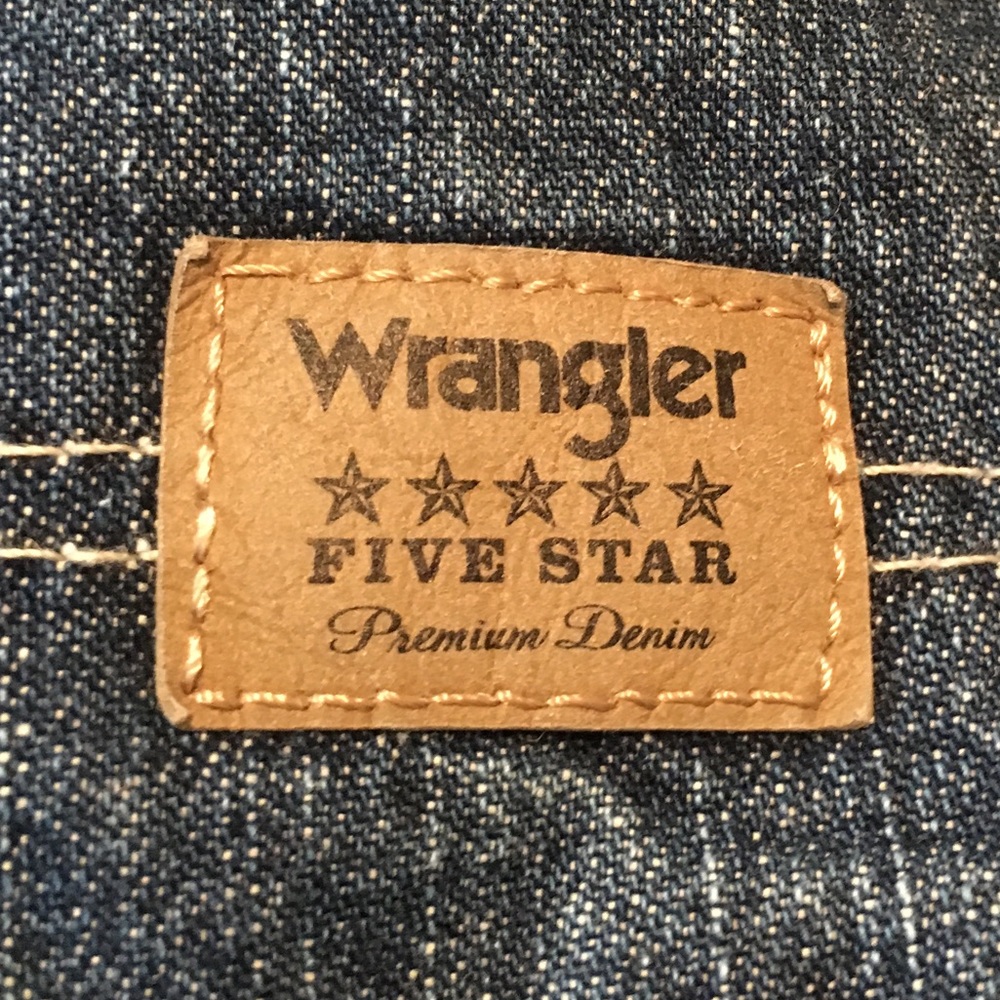 Wrangler
FIVE STAR
Premium Denim